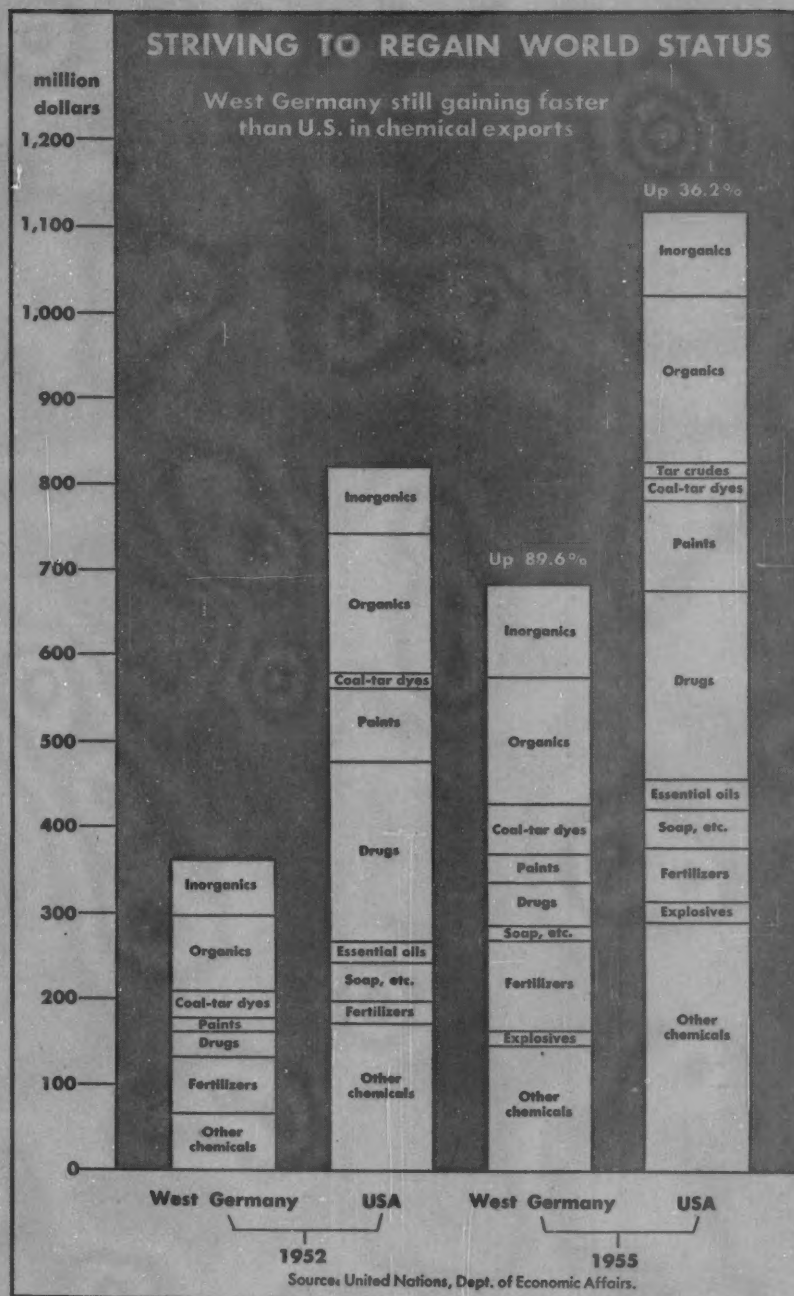 STRIVING TO REGAIN WORLD STATUS
West Germany still gaining faster
than U.S. in chemical exports
million
dollars
1,200
1,100
1,000
900
800
700
600
500
400
300
200
100
0
Inorganics
Organics
Coal-tar dyes
Paints
Drugs
Fertilizers
Other
chemicals
Inorganics
Organics
Coal-tar dyes
Paints
Drugs
Essential oils
Soap, etc.
Fertilizers
Other
chemicals
Up 89.6%
Inorganics
Organics
Coal-tar dyes
Paints
Drugs
Soap, etc.
Fertilizers
Explosives
Other
chemicals
Up 36.2%
Inorganics
Organics
Tar crudes
Coal-tar dyes
Paints
Drugs
Essential oils
Soap, etc.
Fertilizers
Explosives
Other
chemicals
West Germany USA West Germany USA
1952 1955
Source: United Nations, Dept. of Economic Affairs.